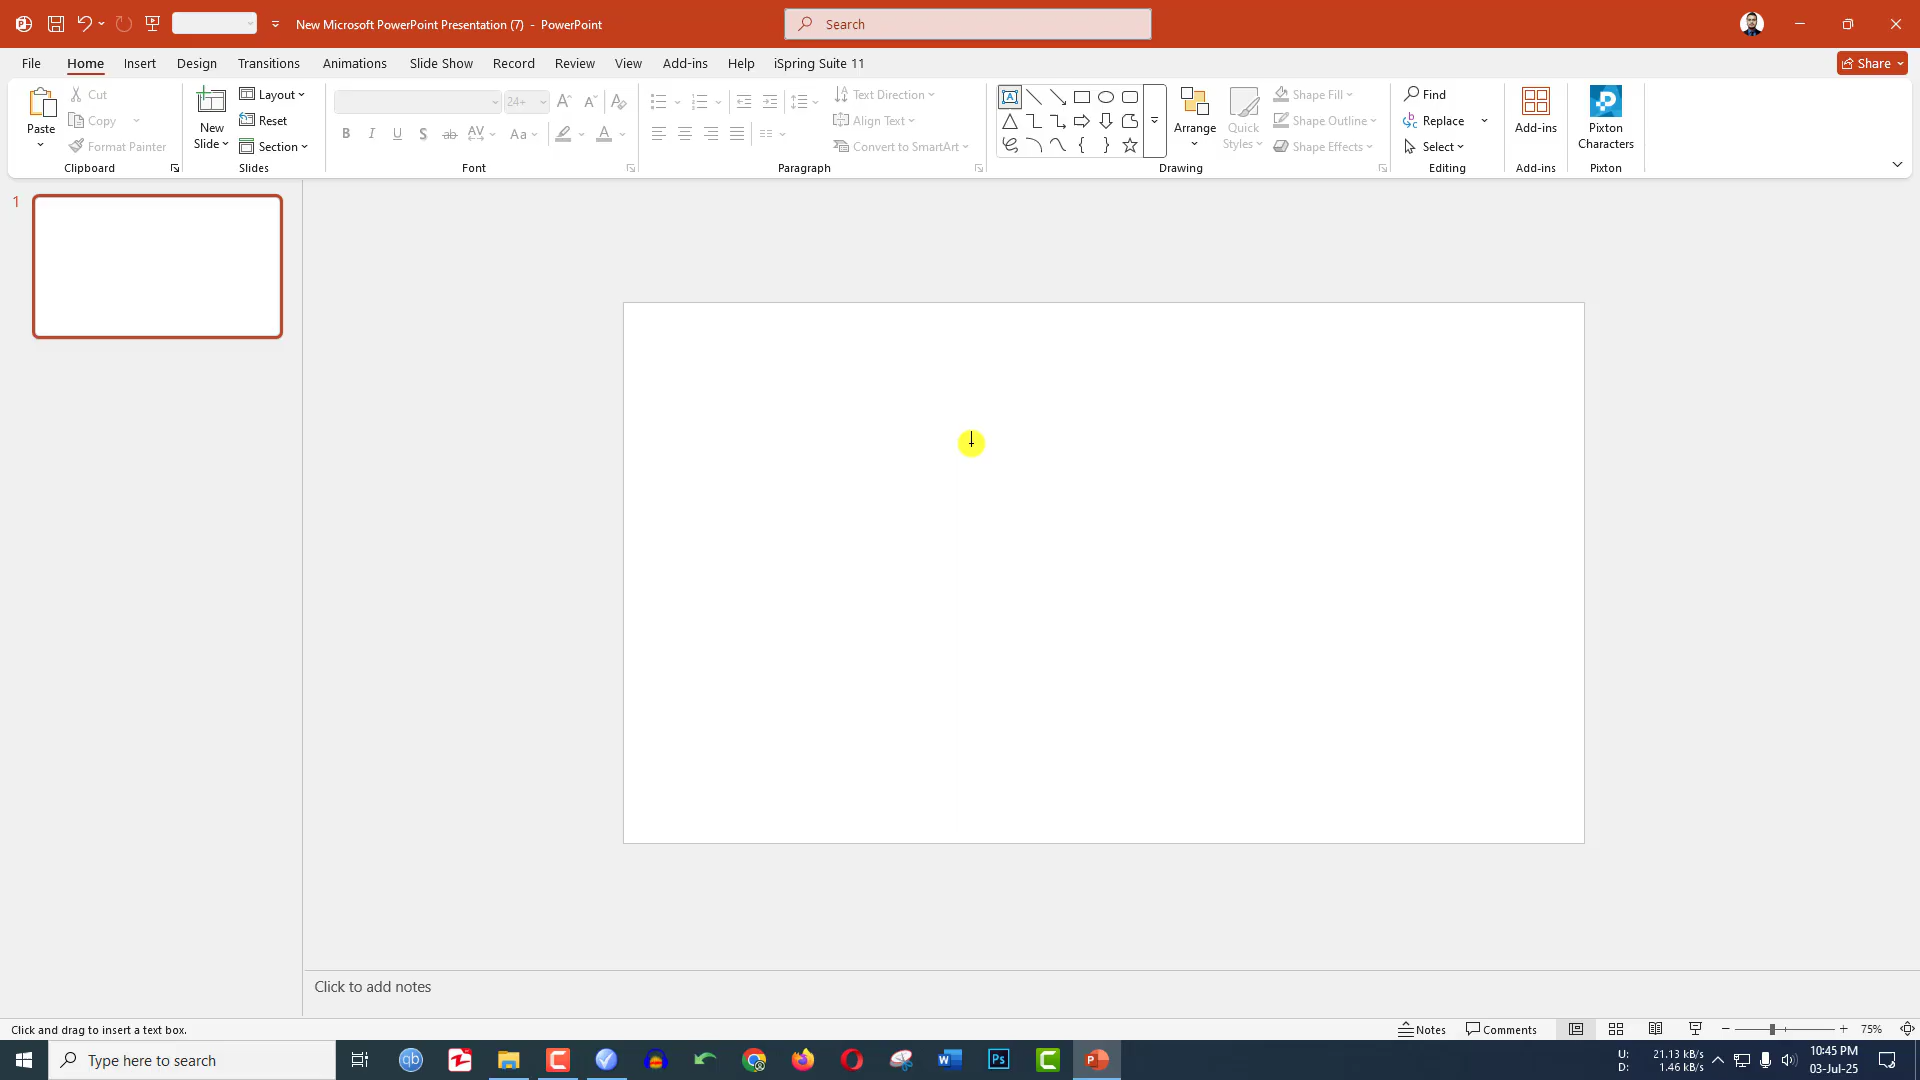 New Microsoft PowerPoint Presentation (7) - PowerPoint
Search
File Home Insert Design Transitions Animations Slide Show Record Review View Add-ins Help iSpring Suite 11
Share
Paste
Cut
Copy
Format Painter
Clipboard
New Slide
Layout
Reset
Section
Slides
24+
Font
Text Direction
Align Text
Convert to SmartArt
Paragraph
Arrange
Quick Styles
Shape Fill
Shape Outline
Shape Effects
Drawing
Find
Replace
Select
Editing
Add-ins
Add-ins
Pixton Characters
Pixton
1
Click to add notes
Click and drag to insert a text box.
Notes
Comments
75%
Type here to search
U: 21.13 kB/s
D: 1.46 kB/s
10:45 PM
03-Jul-25